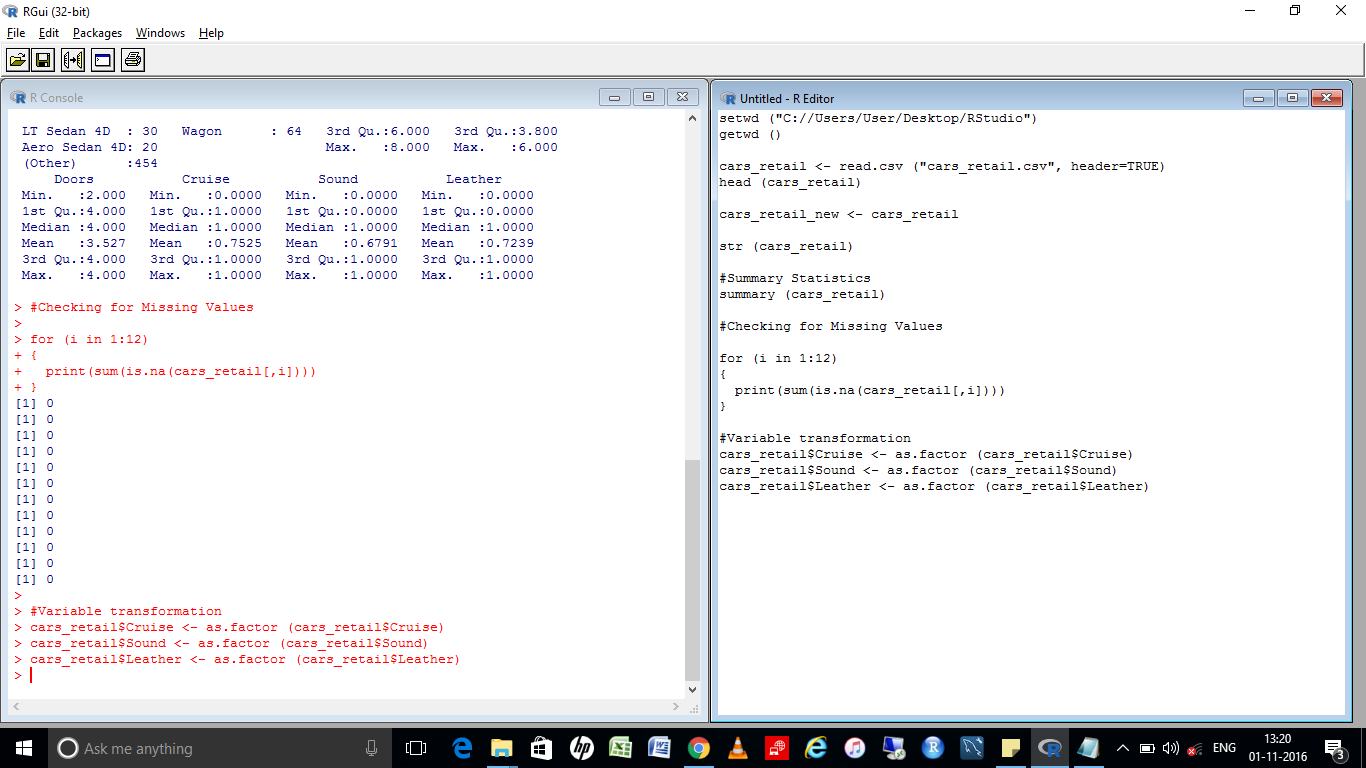 RGui (32-bit)
File Edit Packages Windows Help
R Console
LT Sedan 4D  : 30   Wagon      : 64   3rd Qu.:6.000   3rd Qu.:3.800
Aero Sedan 4D: 20                     Max.   :8.000   Max.   :6.000
(Other)      :454
    Doors           Cruise           Sound           Leather
Min.   :2.000   Min.   :0.0000   Min.   :0.0000   Min.   :0.0000
1st Qu.:4.000   1st Qu.:1.0000   1st Qu.:0.0000   1st Qu.:0.0000
Median :4.000   Median :1.0000   Median :1.0000   Median :1.0000
Mean   :3.527   Mean   :0.7525   Mean   :0.6791   Mean   :0.7239
3rd Qu.:4.000   3rd Qu.:1.0000   3rd Qu.:1.0000   3rd Qu.:1.0000
Max.   :4.000   Max.   :1.0000   Max.   :1.0000   Max.   :1.0000
> #Checking for Missing Values
>
> for (i in 1:12)
+ {
+   print(sum(is.na(cars_retail[,i])))
+ }
[1] 0
[1] 0
[1] 0
[1] 0
[1] 0
[1] 0
[1] 0
[1] 0
[1] 0
[1] 0
[1] 0
[1] 0
>
> #Variable transformation
> cars_retail$Cruise <- as.factor (cars_retail$Cruise)
> cars_retail$Sound <- as.factor (cars_retail$Sound)
> cars_retail$Leather <- as.factor (cars_retail$Leather)
>
Untitled - R Editor
setwd ("C://Users/User/Desktop/RStudio")
getwd ()
cars_retail <- read.csv ("cars_retail.csv", header=TRUE)
head (cars_retail)
cars_retail_new <- cars_retail
str (cars_retail)
#Summary Statistics
summary (cars_retail)
#Checking for Missing Values
for (i in 1:12)
{
  print(sum(is.na(cars_retail[,i])))
}
#Variable transformation
cars_retail$Cruise <- as.factor (cars_retail$Cruise)
cars_retail$Sound <- as.factor (cars_retail$Sound)
cars_retail$Leather <- as.factor (cars_retail$Leather)
Ask me anything
ENG
13:20
01-11-2016
3